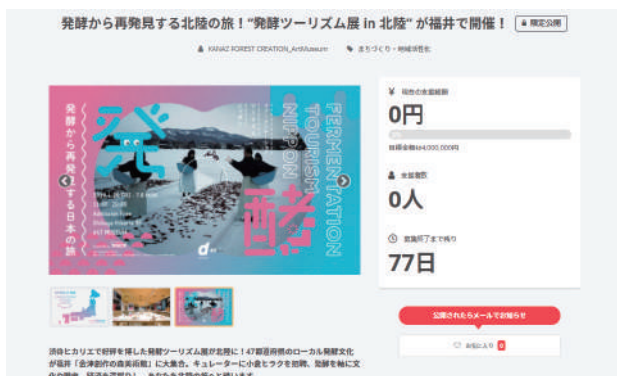 発酵から再発見する北陸の旅！“発酵ツーリズム展 in 北陸” が福井で開催！
限定公開
KANAZ FOREST CREATION_ArtMuseum
まちづくり・地域活性化
発酵から再発見する日本の旅
発
酵
FERMENTATION
TOURISM
NIPPON
d
¥ 現在の支援総額
0円
0%
目標金額は4,000,000円
支援者数
0人
募集終了まで残り
77日
公開されたらメールでお知らせ
お気に入り 0
渋谷ヒカリエで好評を博した発酵ツーリズム展が北陸に！47都道府県のローカル発酵文化
が福井「金津創作の森美術館」に大集合。キュレーターに小倉ヒラクを招聘、発酵を軸に文